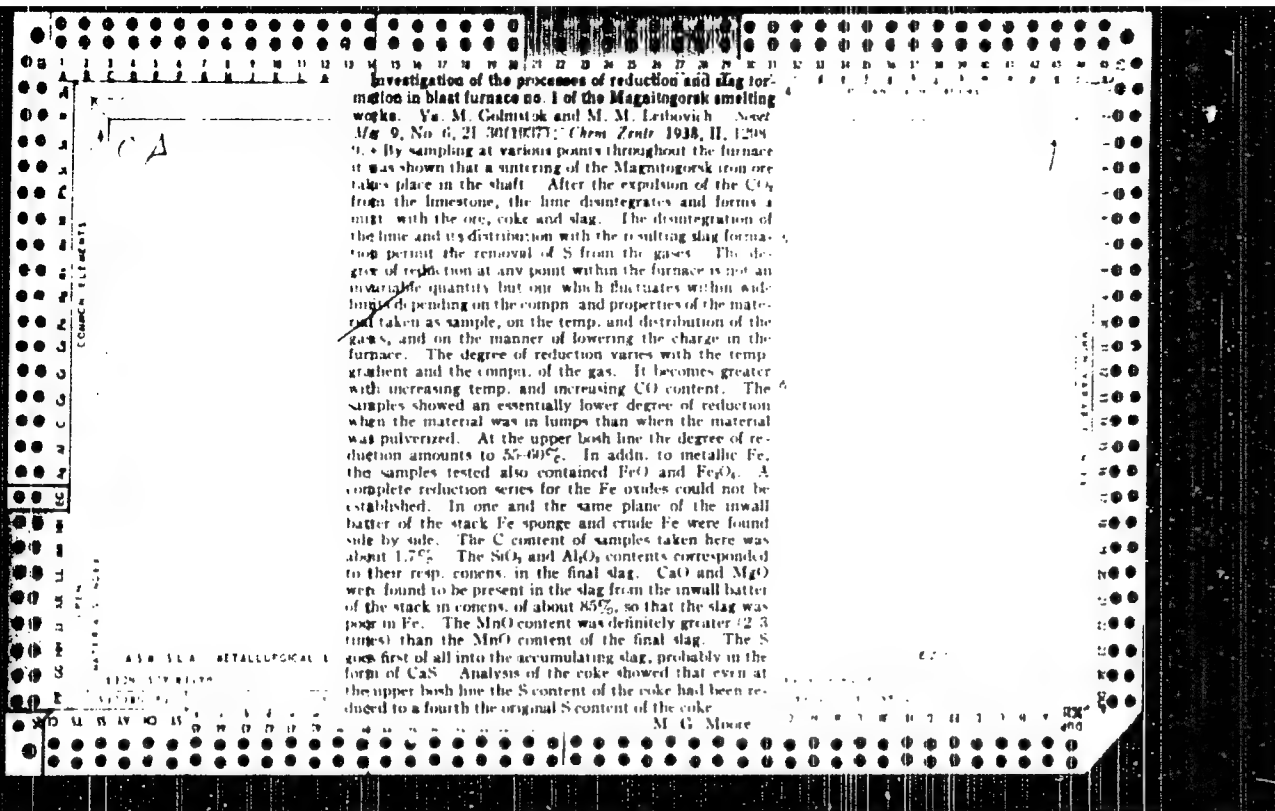 Investigation of the processes of reduction and slag for-
mation in blast furnace no. 1 of the Magnitogorsk smelting
works. Ya. M. Golmstok and M. M. Leibovich
9, No. 6, 21-30(1937); Chem. Zentr. 1938, II,
By sampling at various points throughout the furnace
it was shown that a sintering of the Magnitogorsk iron ore
takes place in the shaft. After the expulsion of the CO₂
from the limestone, the lime disintegrates and forms a
mixt. with the ore, coke and slag. The disintegration of
the lime and its distribution with the resulting slag forma-
tion permit the removal of S from the gases. The de-
gree of reduction at any point within the furnace is not an
invariable quantity but one which fluctuates within wide
limits depending on the compn. and properties of the mate-
rial taken as sample, on the temp. and distribution of the
gases, and on the manner of lowering the charge in the
furnace. The degree of reduction varies with the temp.
gradient and the compn. of the gas. It becomes greater
with increasing temp. and increasing CO content. The
samples showed an essentially lower degree of reduction
when the material was in lumps than when the material
was pulverized. At the upper bosh line the degree of re-
duction amounts to 55-60%. In addn. to metallic Fe,
the samples tested also contained FeO and Fe₃O₄. A
complete reduction series for the Fe oxides could not be
established. In one and the same plane of the inwall
batter of the stack Fe sponge and crude Fe were found
side by side. The C content of samples taken here was
about 1.7%. The SiO₂ and Al₂O₃ contents corresponded
to their resp. concns. in the final slag. CaO and MgO
were found to be present in the slag from the inwall batter
of the stack in concns. of about 85%, so that the slag was
poor in Fe. The MnO content was definitely greater (2-3
times) than the MnO content of the final slag. The S
goes first of all into the accumulating slag, probably in the
form of CaS. Analysis of the coke showed that even at
the upper bosh line the S content of the coke had been re-
duced to a fourth the original S content of the coke.
M. G. Moore
CA
COMMON ELEMENTS
METALLURGICAL